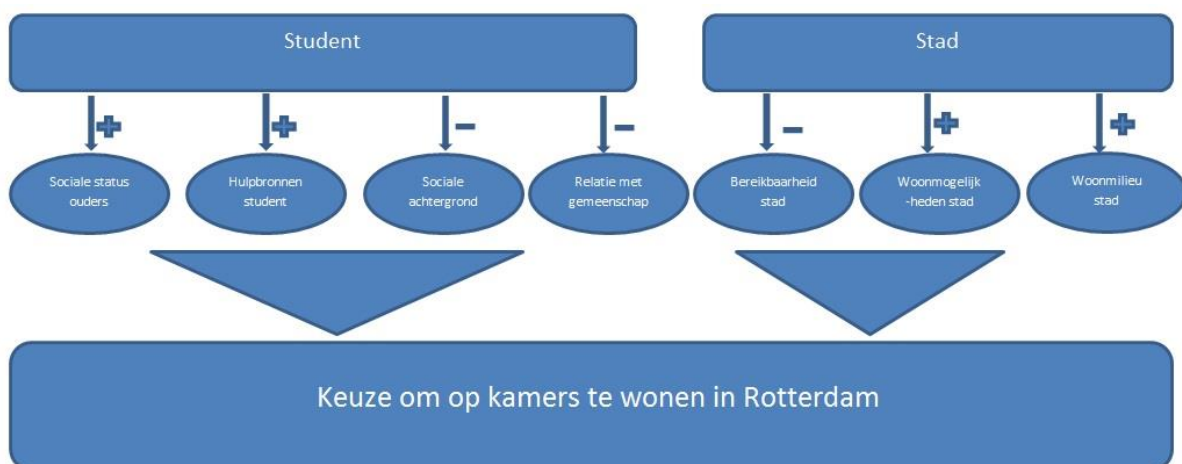 Student
Stad
+
+
-
-
-
+
+
Sociale status
ouders
Hulpbronnen
student
Sociale
achtergrond
Relatie met
gemeenschap
Bereikbaarheid
stad
Woonmogelijk
-heden stad
Woonmilieu
stad
Keuze om op kamers te wonen in Rotterdam